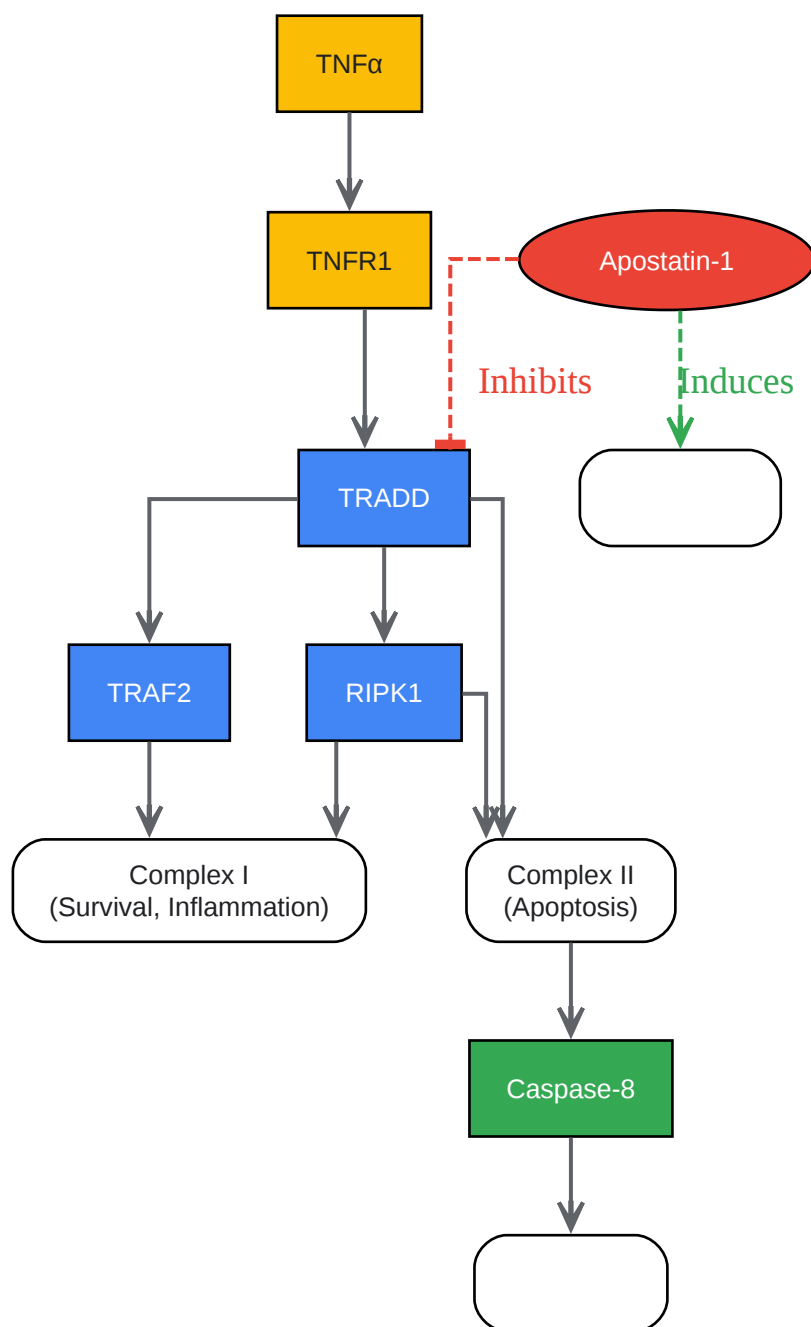 TNFα
TNFR1
Apostatin-1
Inhibits
Induces
TRADD
TRAF2
RIPK1
Complex I
(Survival, Inflammation)
Complex II
(Apoptosis)
Caspase-8